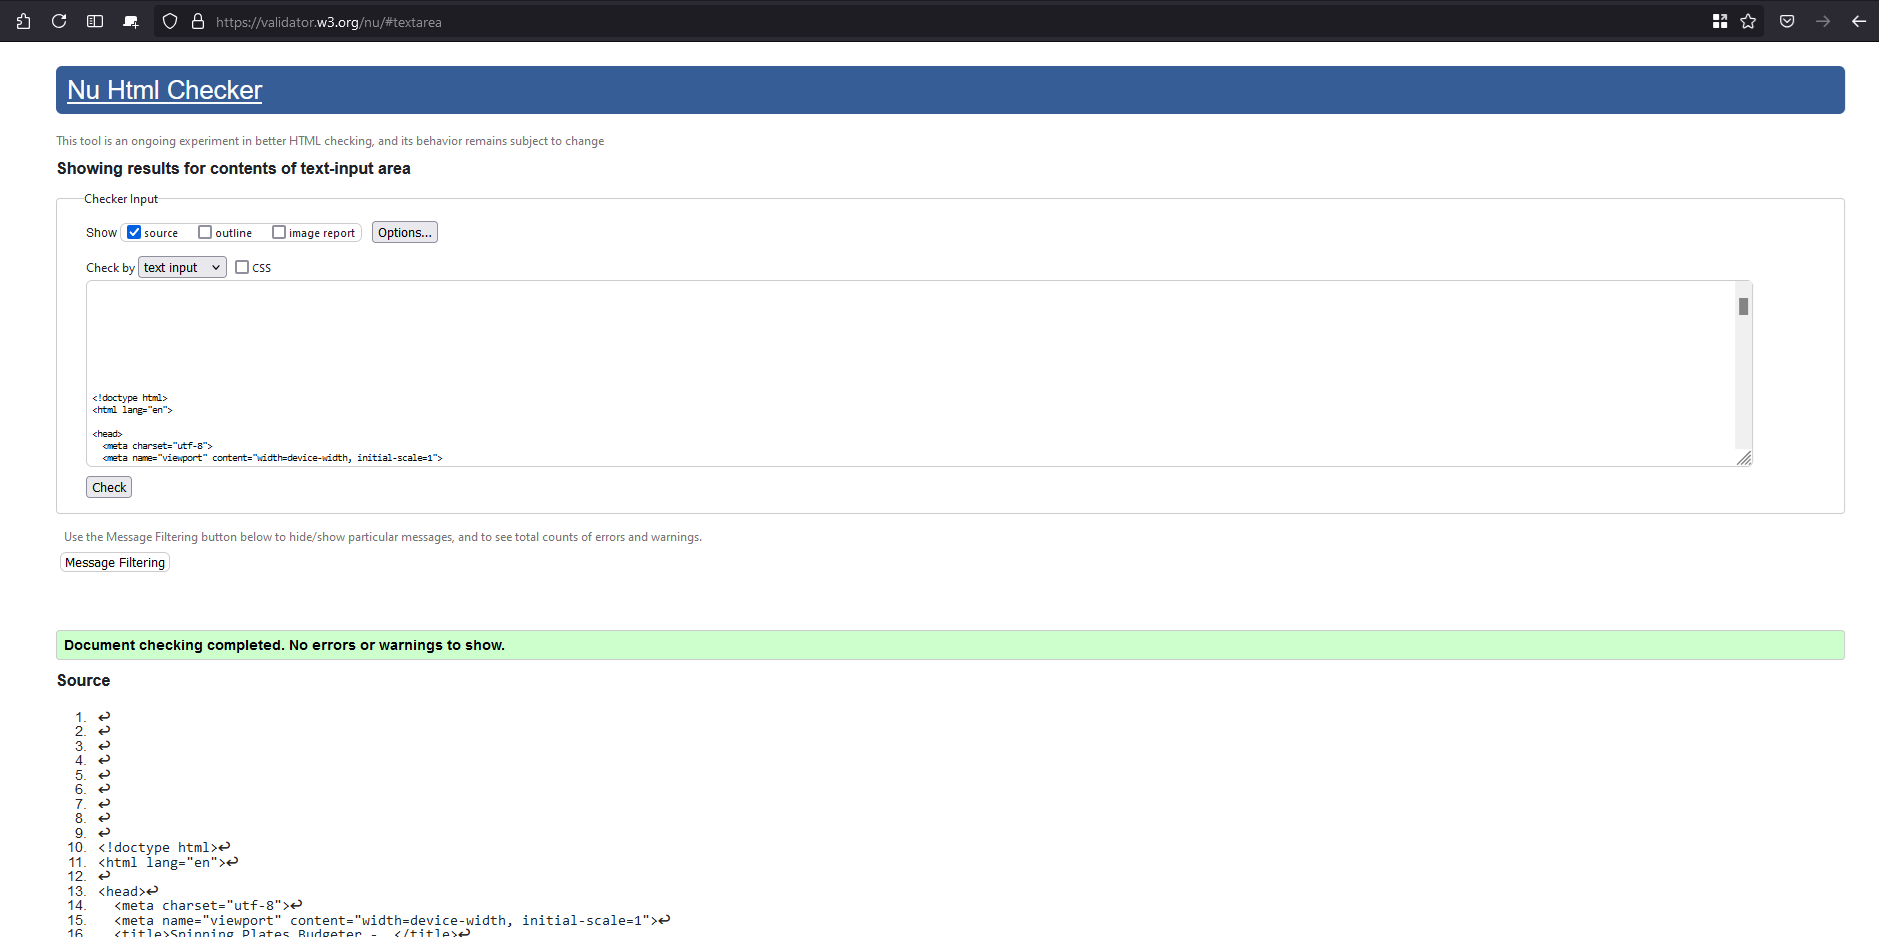 https://validator.w3.org/nu/#textarea
Nu Html Checker
This tool is an ongoing experiment in better HTML checking, and its behavior remains subject to change
Showing results for contents of text-input area
Checker Input
Show source outline image report Options...
Check by text input CSS
<!doctype html>
<html lang="en">
<head>
<meta charset="utf-8">
<meta name="viewport" content="width=device-width, initial-scale=1">
Check
Use the Message Filtering button below to hide/show particular messages, and to see total counts of errors and warnings.
Message Filtering
Document checking completed. No errors or warnings to show.
Source
1. ↩
2. ↩
3. ↩
4. ↩
5. ↩
6. ↩
7. ↩
8. ↩
9. ↩
10. <!doctype html>↩
11. <html lang="en">↩
12. ↩
13. <head>↩
14. <meta charset="utf-8">↩
15. <meta name="viewport" content="width=device-width, initial-scale=1">↩
16. <title>Spinning Plates Budgeter - </title>↩